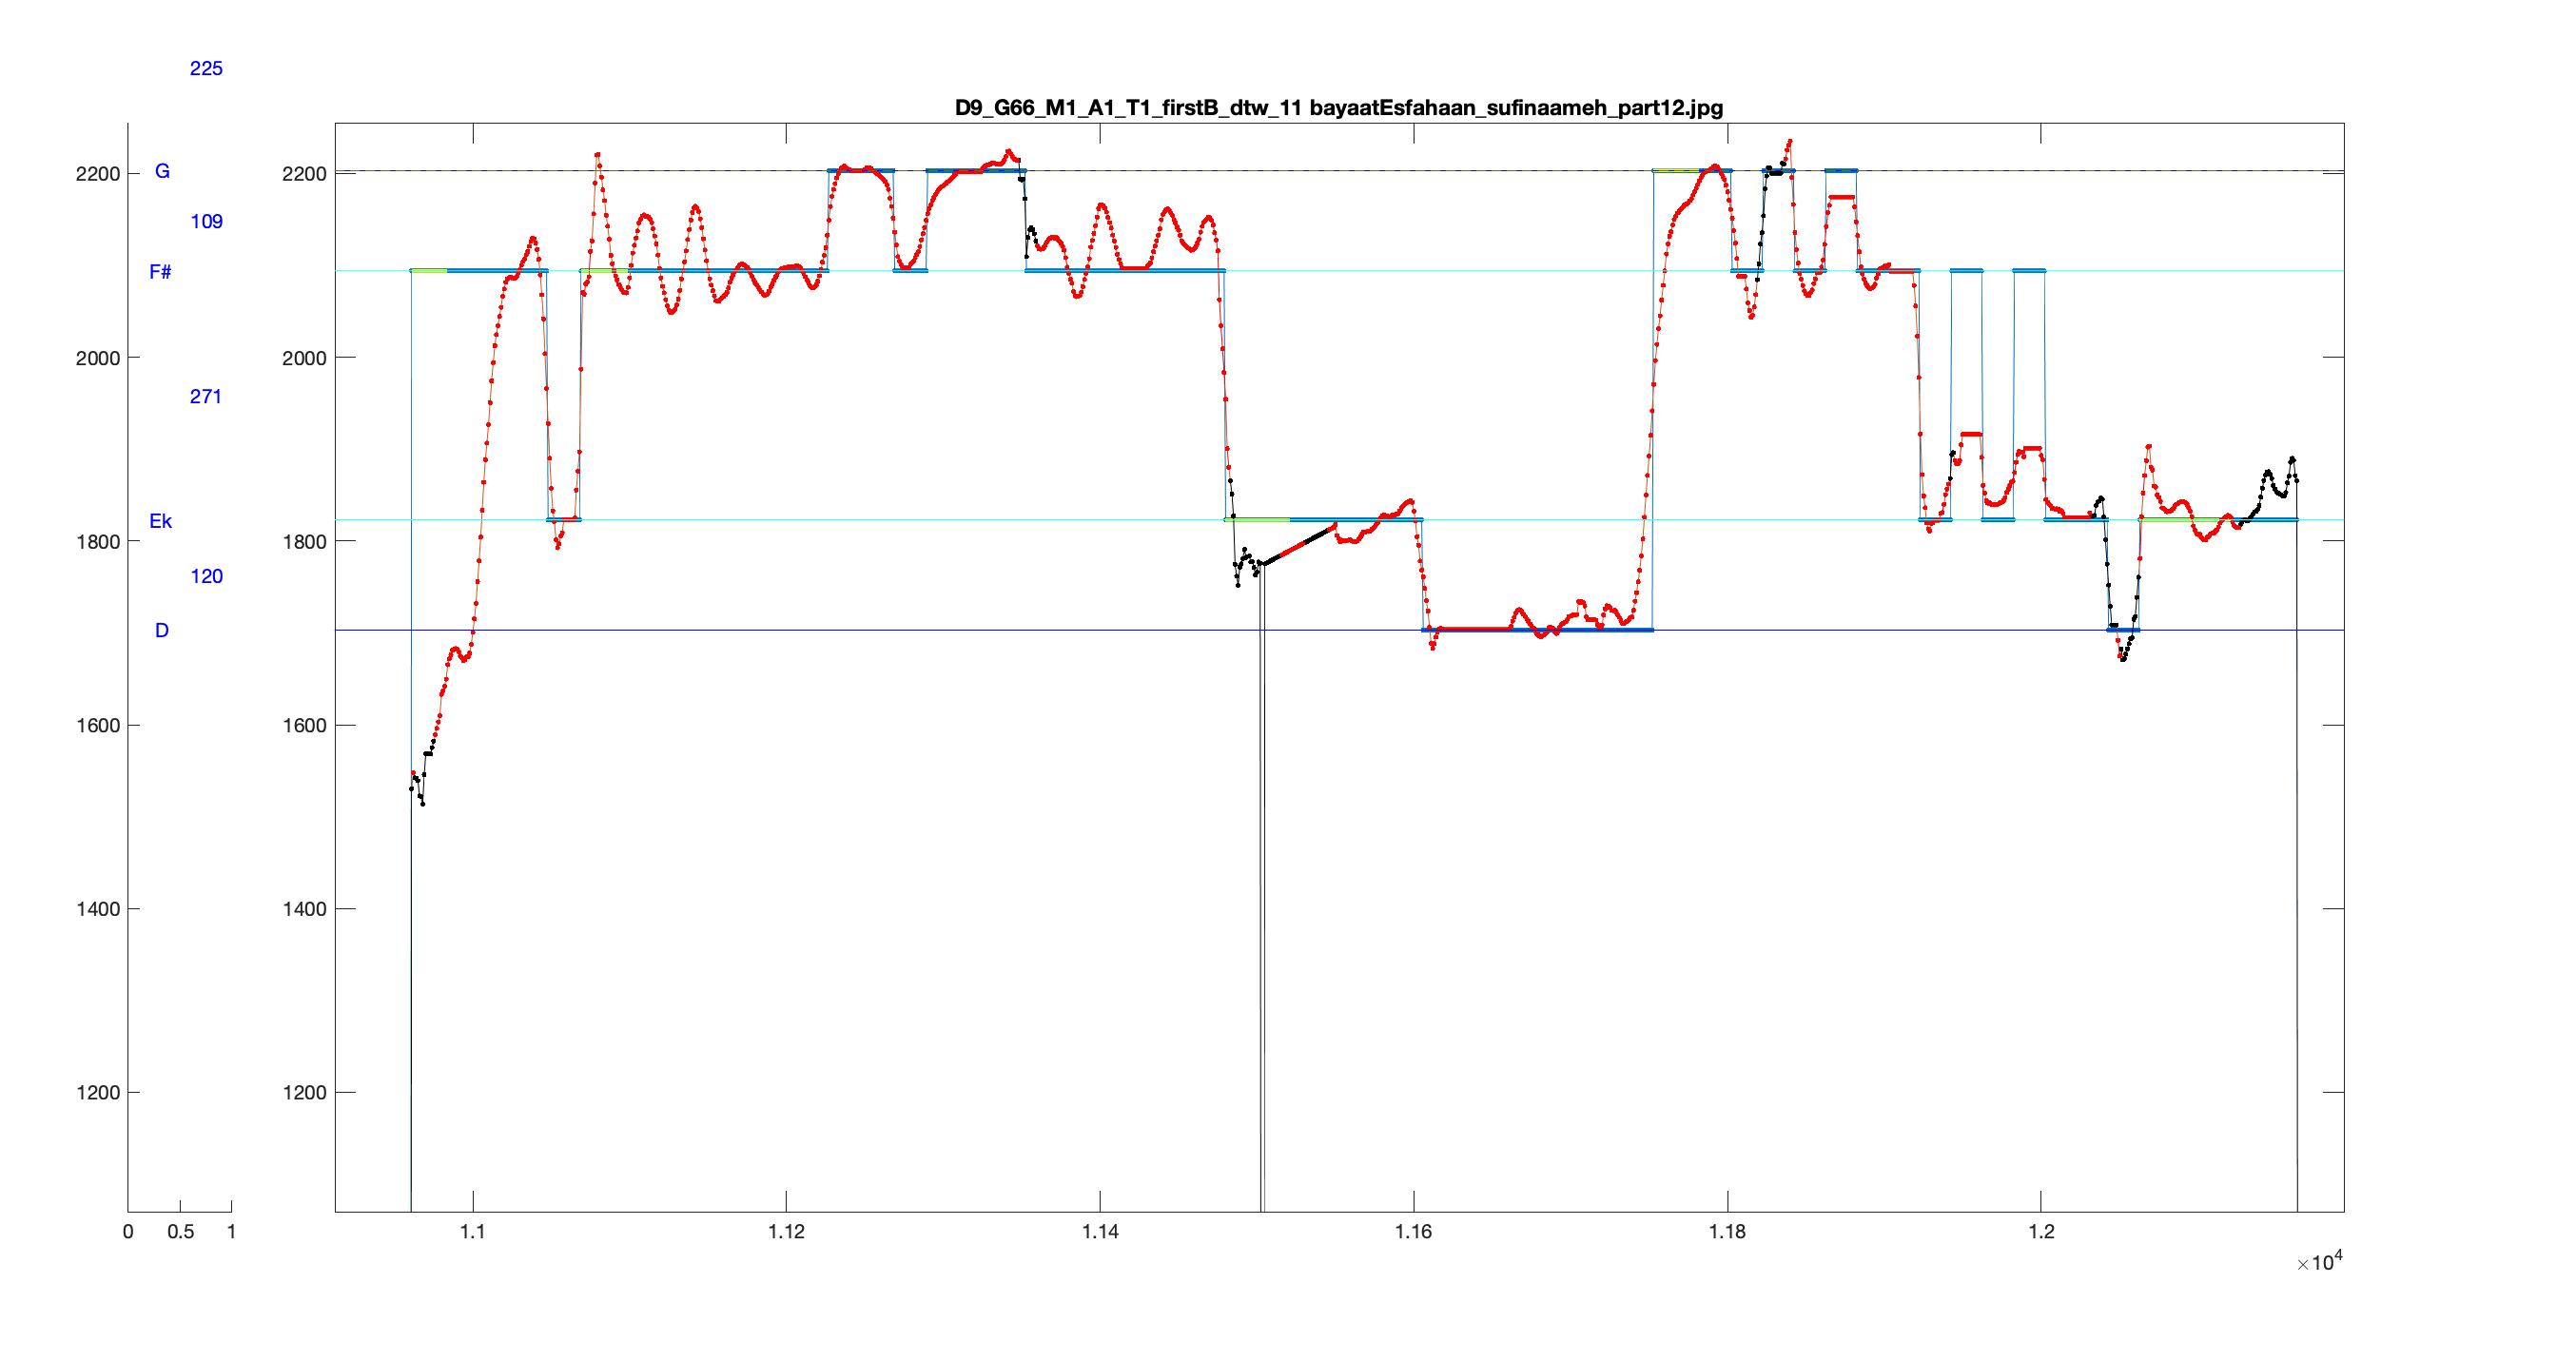 225
D9_G66_M1_A1_T1_firstB_dtw_11 bayaatEsfahaan_sufinaameh_part12.jpg
2200 G 2200
109
F#
2000 2000
271
Ek
1800 1800
120
D
1600 1600
1400 1400
1200 1200
0 0.5 1 1.1 1.12 1.14 1.16 1.18 1.2
×10⁴